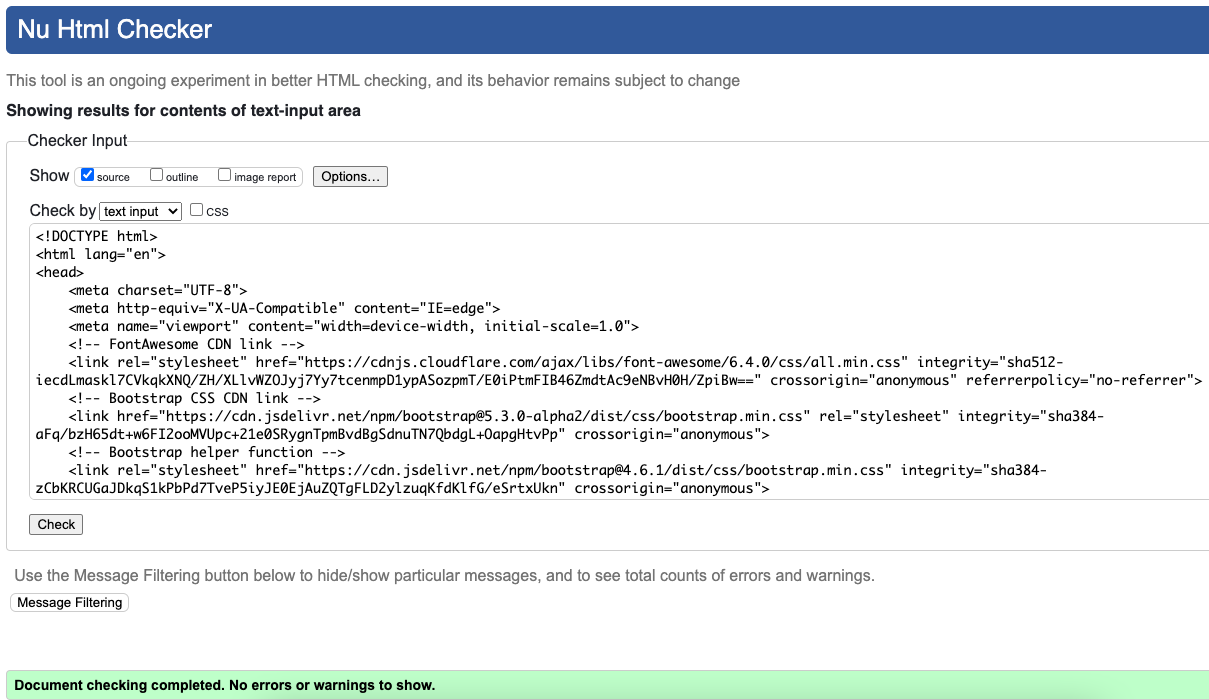 Nu Html Checker
This tool is an ongoing experiment in better HTML checking, and its behavior remains subject to change
Showing results for contents of text-input area
Checker Input
Show source outline image report Options...
Check by text input CSS
<!DOCTYPE html>
<html lang="en">
<head>
    <meta charset="UTF-8">
    <meta http-equiv="X-UA-Compatible" content="IE=edge">
    <meta name="viewport" content="width=device-width, initial-scale=1.0">
    <!-- FontAwesome CDN link -->
    <link rel="stylesheet" href="https://cdnjs.cloudflare.com/ajax/libs/font-awesome/6.4.0/css/all.min.css" integrity="sha512-
iecdLmaskl7CVkqkXNQ/ZH/XLlvWZOJyj7Yy7tcenmpD1ypASozpmT/E0iPtmFIB46ZmdtAc9eNBvH0H/ZpiBw==" crossorigin="anonymous" referrerpolicy="no-referrer">
    <!-- Bootstrap CSS CDN link -->
    <link href="https://cdn.jsdelivr.net/npm/bootstrap@5.3.0-alpha2/dist/css/bootstrap.min.css" rel="stylesheet" integrity="sha384-
aFq/bzH65dt+w6FI2ooMVUpc+21e0SRygnTpmBvdBgSdnuTN7QbdgL+OapgHtvPp" crossorigin="anonymous">
    <!-- Bootstrap helper function -->
    <link rel="stylesheet" href="https://cdn.jsdelivr.net/npm/bootstrap@4.6.1/dist/css/bootstrap.min.css" integrity="sha384-
zCbKRCUGaJDkqS1kPbPd7TveP5iyJE0EjAuZQTgFLD2ylzuqKfdKlfG/eSrtxUkn" crossorigin="anonymous">
Check
Use the Message Filtering button below to hide/show particular messages, and to see total counts of errors and warnings.
Message Filtering
Document checking completed. No errors or warnings to show.